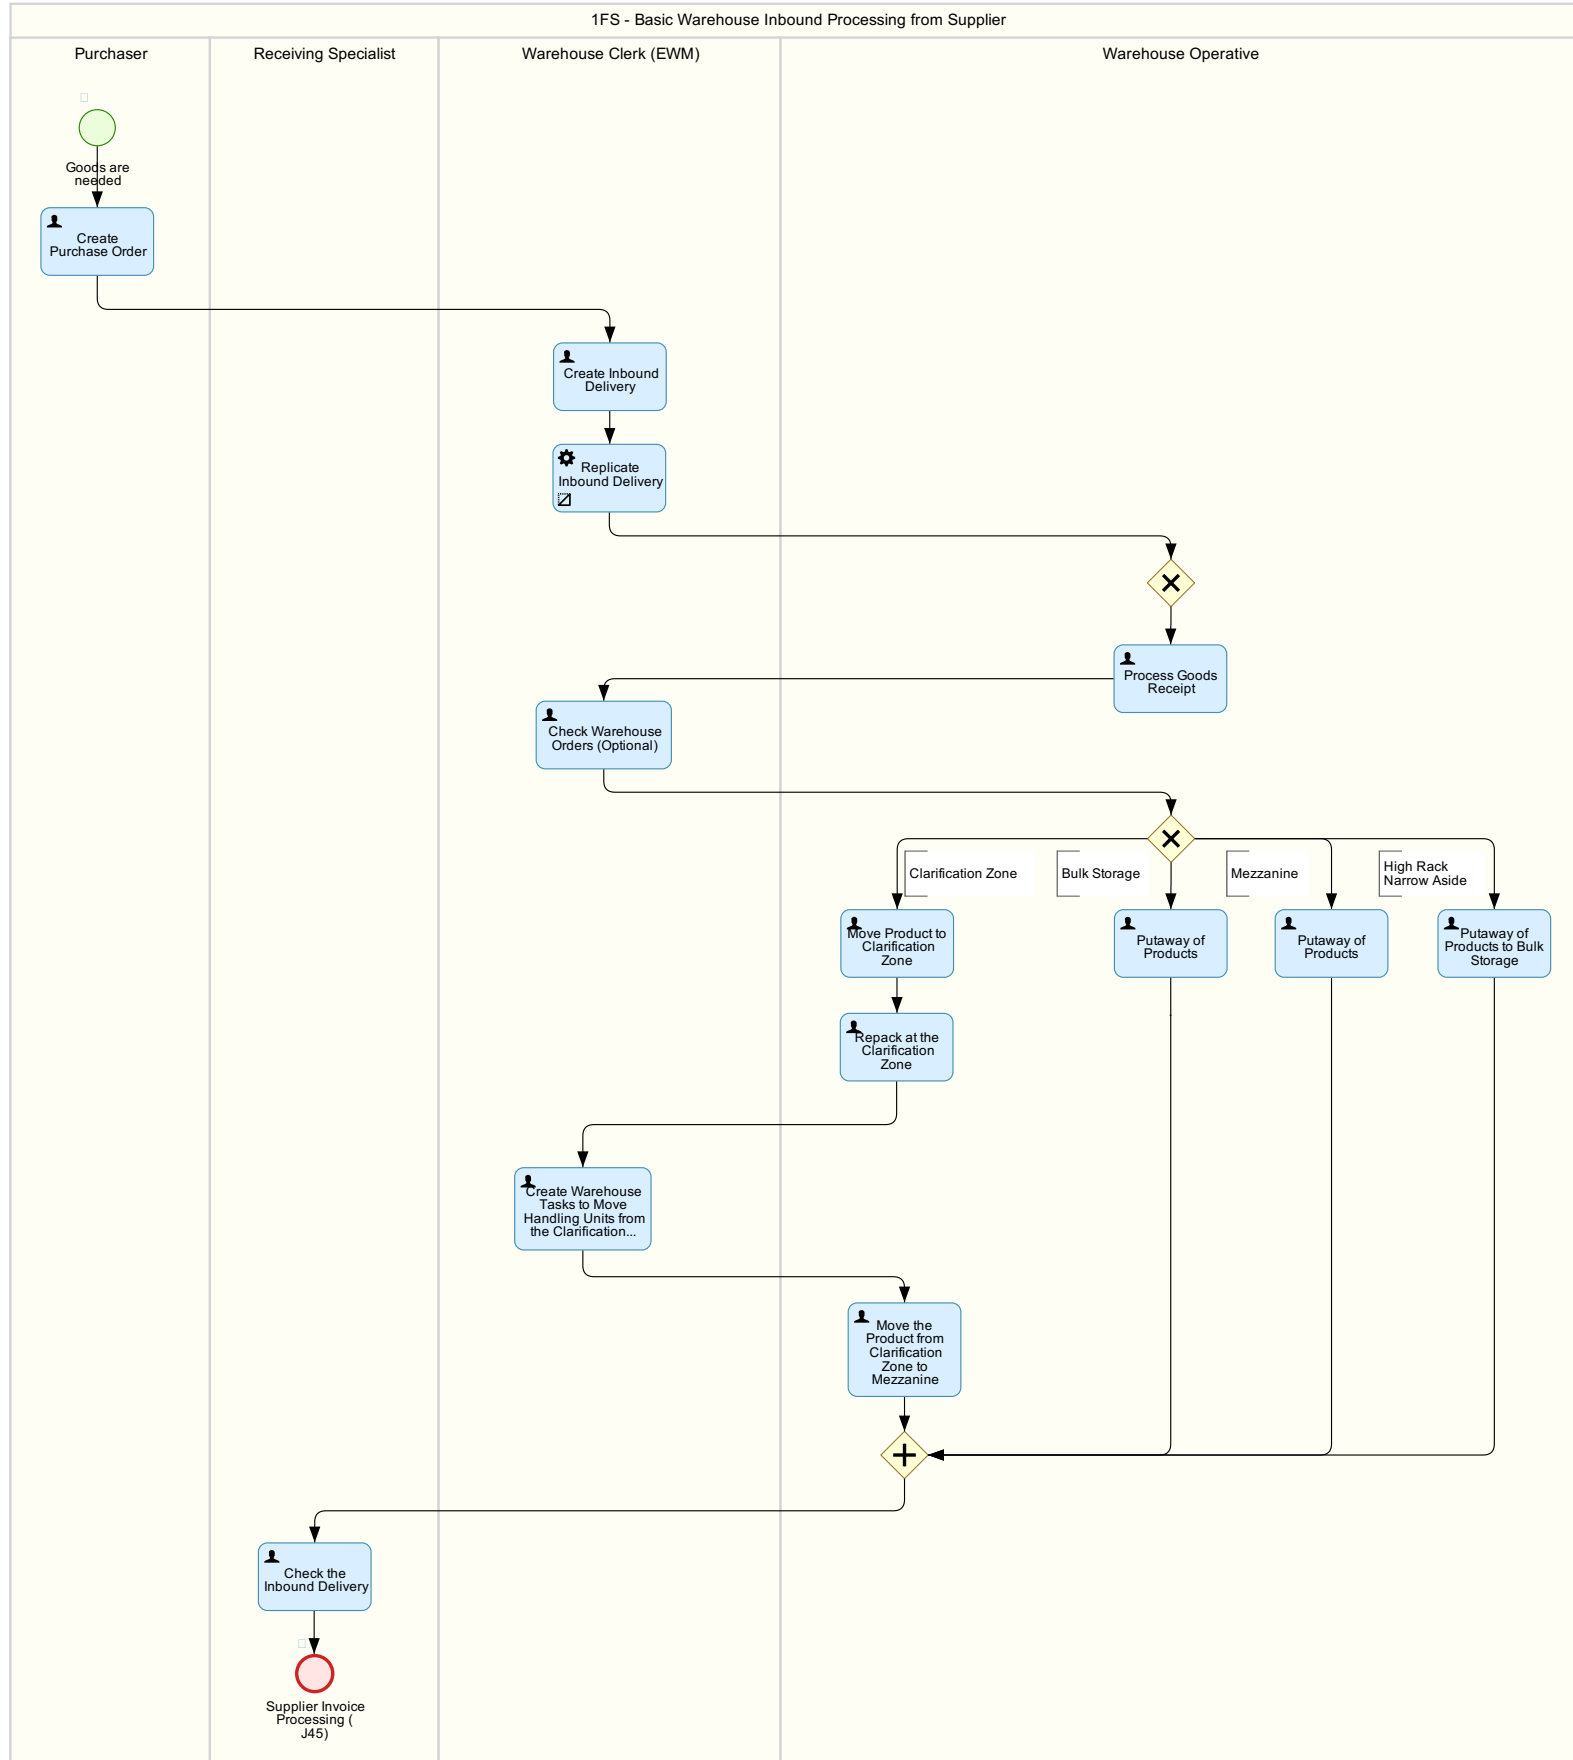 1FS - Basic Warehouse Inbound Processing from Supplier
Purchaser
Receiving Specialist
Warehouse Clerk (EWM)
Warehouse Operative
Goods are
needed
Create
Purchase Order
Create Inbound
Delivery
Replicate
Inbound Delivery
Process Goods
Receipt
Check Warehouse
Orders (Optional)
Clarification Zone
Bulk Storage
Mezzanine
High Rack
Narrow Aside
Move Product to
Clarification
Zone
Putaway of
Products
Putaway of
Products
Putaway of
Products to Bulk
Storage
Repack at the
Clarification
Zone
Create Warehouse
Tasks to Move
Handling Units from
the Clarification...
Move the
Product from
Clarification
Zone to
Mezzanine
Check the
Inbound Delivery
Supplier Invoice
Processing (
J45)